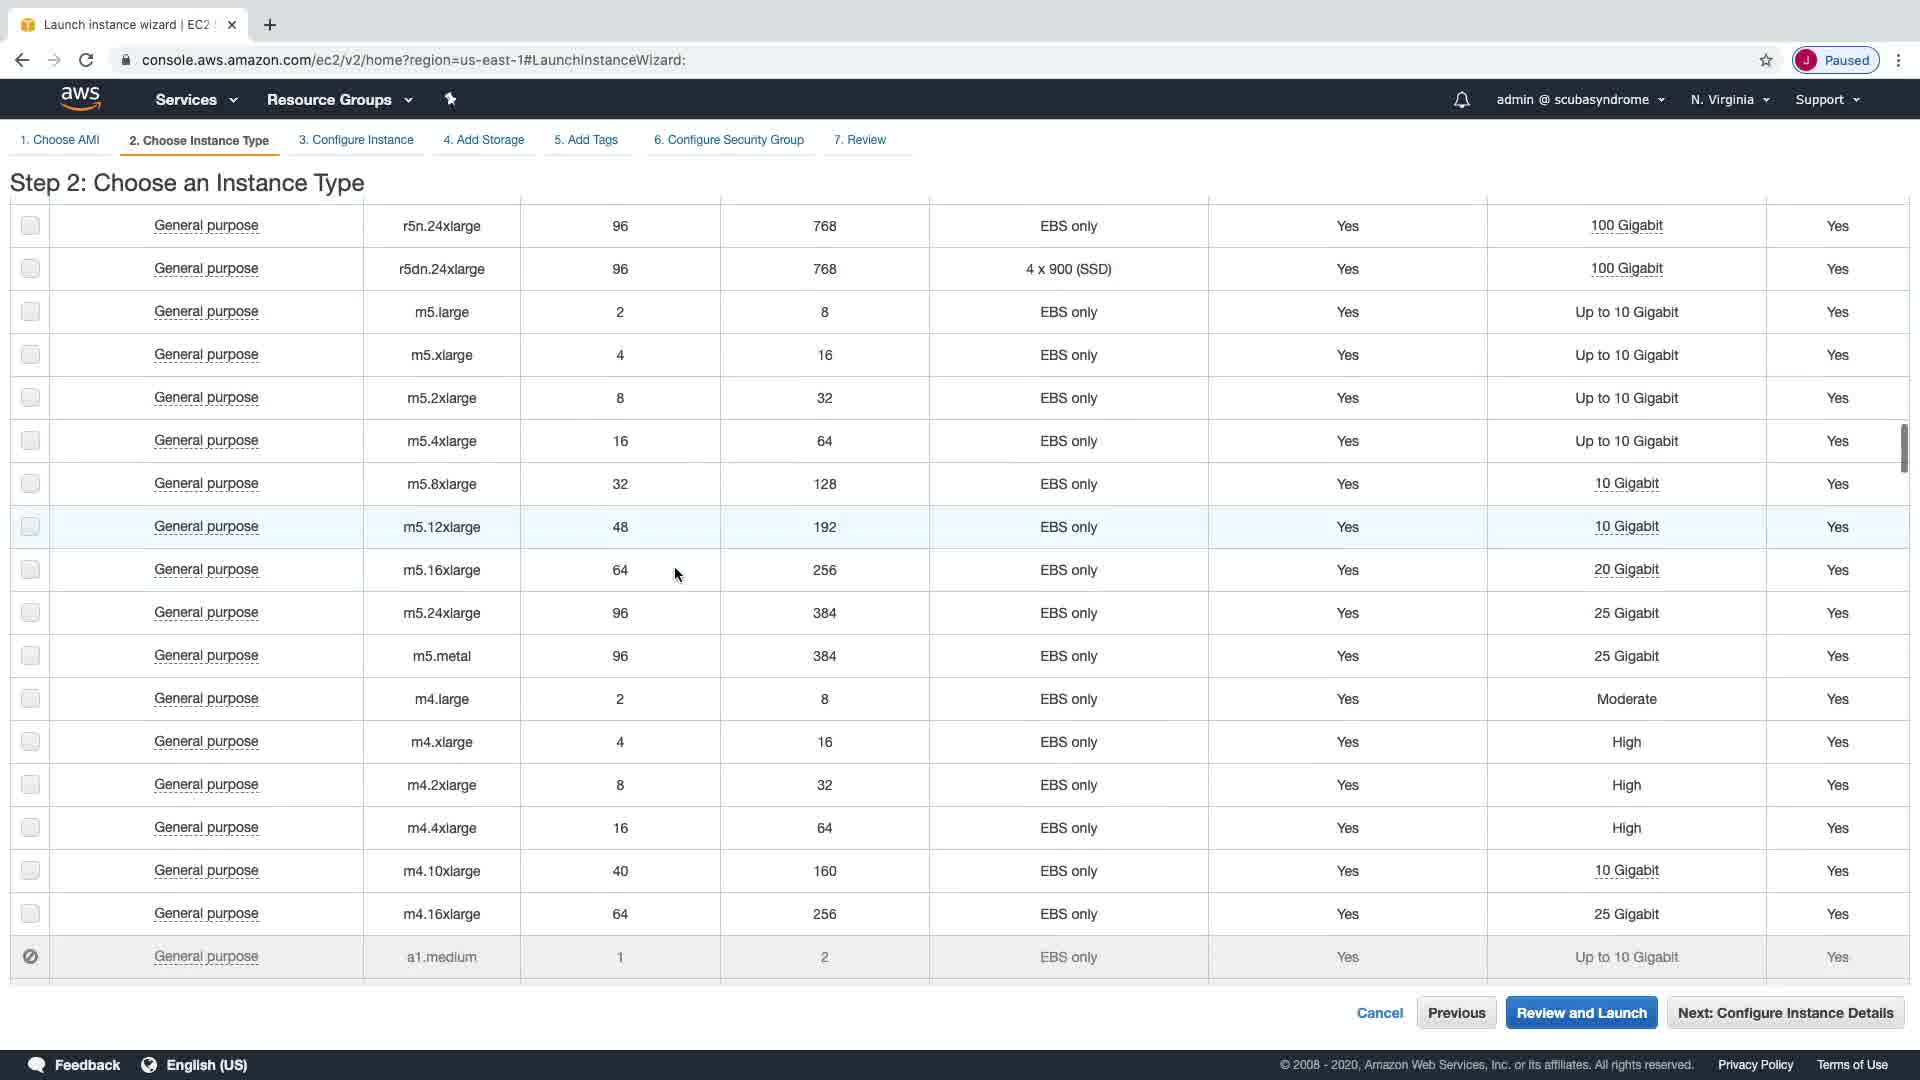 Launch instance wizard | EC2
console.aws.amazon.com/ec2/v2/home?region=us-east-1#LaunchInstanceWizard:
J Paused
aws Services Resource Groups admin @ scubasyndrome N. Virginia Support
1. Choose AMI 2. Choose Instance Type 3. Configure Instance 4. Add Storage 5. Add Tags 6. Configure Security Group 7. Review
Step 2: Choose an Instance Type
General purpose r5n.24xlarge 96 768 EBS only Yes 100 Gigabit Yes
General purpose r5dn.24xlarge 96 768 4 x 900 (SSD) Yes 100 Gigabit Yes
General purpose m5.large 2 8 EBS only Yes Up to 10 Gigabit Yes
General purpose m5.xlarge 4 16 EBS only Yes Up to 10 Gigabit Yes
General purpose m5.2xlarge 8 32 EBS only Yes Up to 10 Gigabit Yes
General purpose m5.4xlarge 16 64 EBS only Yes Up to 10 Gigabit Yes
General purpose m5.8xlarge 32 128 EBS only Yes 10 Gigabit Yes
General purpose m5.12xlarge 48 192 EBS only Yes 10 Gigabit Yes
General purpose m5.16xlarge 64 256 EBS only Yes 20 Gigabit Yes
General purpose m5.24xlarge 96 384 EBS only Yes 25 Gigabit Yes
General purpose m5.metal 96 384 EBS only Yes 25 Gigabit Yes
General purpose m4.large 2 8 EBS only Yes Moderate Yes
General purpose m4.xlarge 4 16 EBS only Yes High Yes
General purpose m4.2xlarge 8 32 EBS only Yes High Yes
General purpose m4.4xlarge 16 64 EBS only Yes High Yes
General purpose m4.10xlarge 40 160 EBS only Yes 10 Gigabit Yes
General purpose m4.16xlarge 64 256 EBS only Yes 25 Gigabit Yes
General purpose a1.medium 1 2 EBS only Yes Up to 10 Gigabit Yes
Cancel Previous Review and Launch Next: Configure Instance Details
Feedback English (US) © 2008 - 2020, Amazon Web Services, Inc. or its affiliates. All rights reserved. Privacy Policy Terms of Use